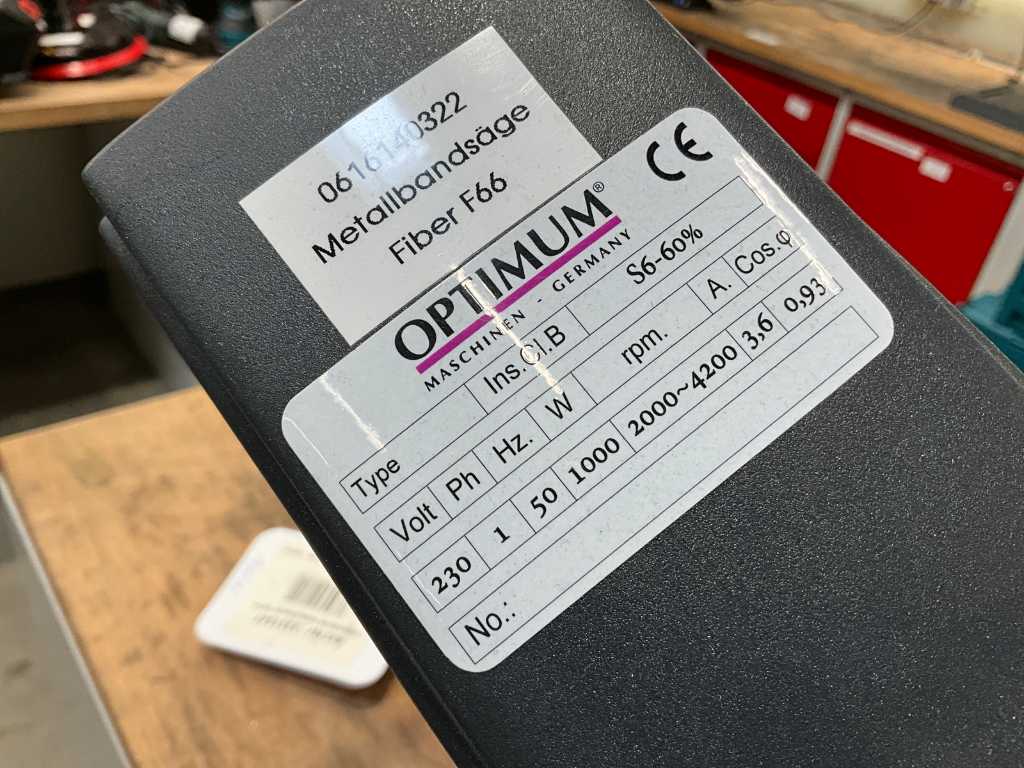 0616140322
Metallbandsäge
Fiber F66
CE
OPTIMUM®
MASCHINEN - GERMANY
Type Ins.Cl.B S6-60%
Volt Ph Hz. W rpm. A. Cos.φ
230 1 50 1000 2000~4200 3,6 0,93
No.: